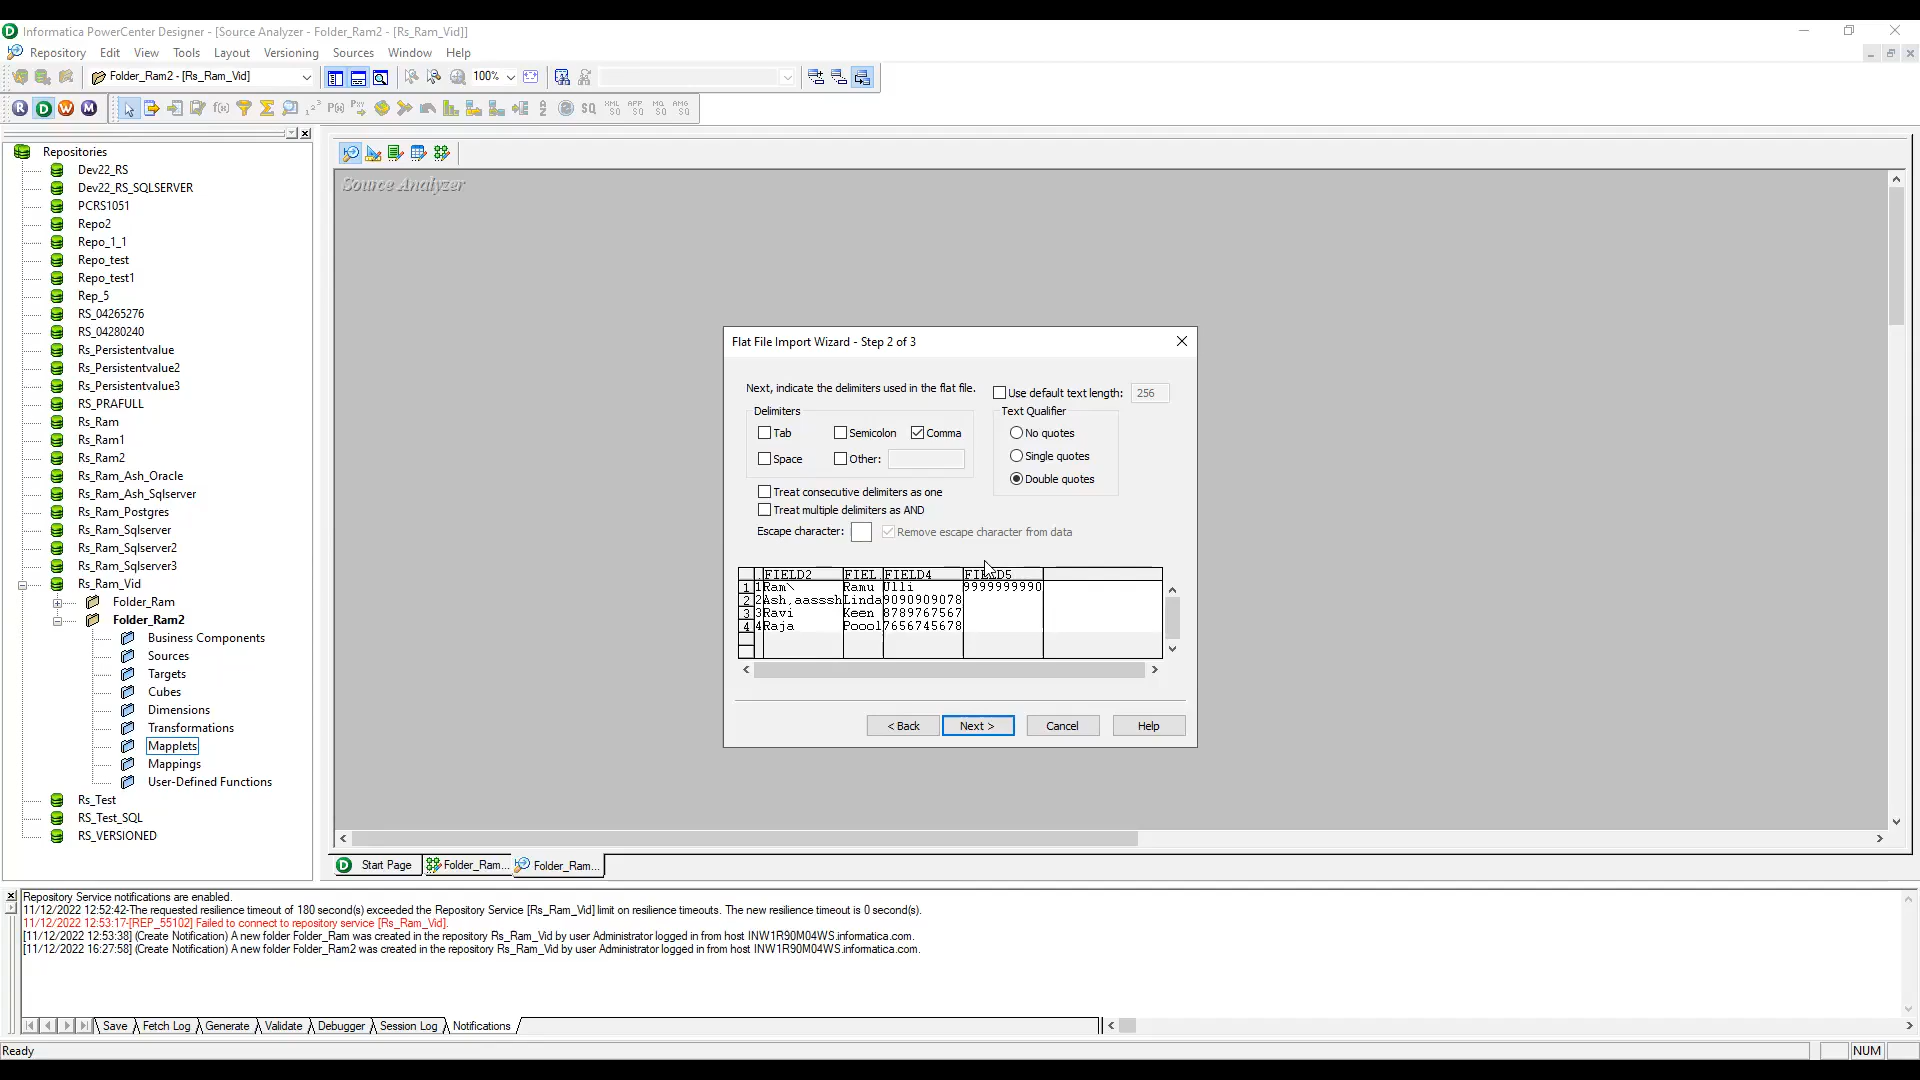 Informatica PowerCenter Designer - [Source Analyzer - Folder_Ram2 - [Rs_Ram_Vid]]
Repository Edit View Tools Layout Versioning Sources Window Help
Folder_Ram2 - [Rs_Ram_Vid] 100%
Repositories
Dev22_RS
Dev22_RS_SQLSERVER
PCRS1051
Repo2
Repo_1_1
Repo_test
Repo_test1
Rep_5
RS_04265276
RS_04280240
Rs_Persistentvalue
Rs_Persistentvalue2
Rs_Persistentvalue3
RS_PRAFULL
Rs_Ram
Rs_Ram1
Rs_Ram2
Rs_Ram_Ash_Oracle
Rs_Ram_Ash_Sqlserver
Rs_Ram_Postgres
Rs_Ram_Sqlserver
Rs_Ram_Sqlserver2
Rs_Ram_Sqlserver3
Rs_Ram_Vid
Folder_Ram
Folder_Ram2
Business Components
Sources
Targets
Cubes
Dimensions
Transformations
Mapplets
Mappings
User-Defined Functions
Rs_Test
RS_Test_SQL
RS_VERSIONED
Source Analyzer
Flat File Import Wizard - Step 2 of 3
Next, indicate the delimiters used in the flat file.
Use default text length: 256
Delimiters
Tab Semicolon Comma
Space Other:
Text Qualifier
No quotes
Single quotes
Double quotes
Treat consecutive delimiters as one
Treat multiple delimiters as AND
Escape character: Remove escape character from data
FIELD2 FIEL FIELD4 FIELD5
1 1 Ram\ Ramu Ulli 9999999990
2 2 Ash,aasssh Linda 9090909078
3 3 Ravi Keen 8789767567
4 4 Raja Poool 7656745678
< Back Next > Cancel Help
Start Page Folder_Ram... Folder_Ram...
Repository Service notifications are enabled.
11/12/2022 12:52:42-The requested resilience timeout of 180 second(s) exceeded the Repository Service [Rs_Ram_Vid] limit on resilience timeouts. The new resilience timeout is 0 second(s).
11/12/2022 12:53:17-[REP_55102] Failed to connect to repository service [Rs_Ram_Vid].
[11/12/2022 12:53:38] (Create Notification) A new folder Folder_Ram was created in the repository Rs_Ram_Vid by user Administrator logged in from host INW1R90M04WS.informatica.com.
[11/12/2022 16:27:58] (Create Notification) A new folder Folder_Ram2 was created in the repository Rs_Ram_Vid by user Administrator logged in from host INW1R90M04WS.informatica.com.
Save Fetch Log Generate Validate Debugger Session Log Notifications
Ready NUM